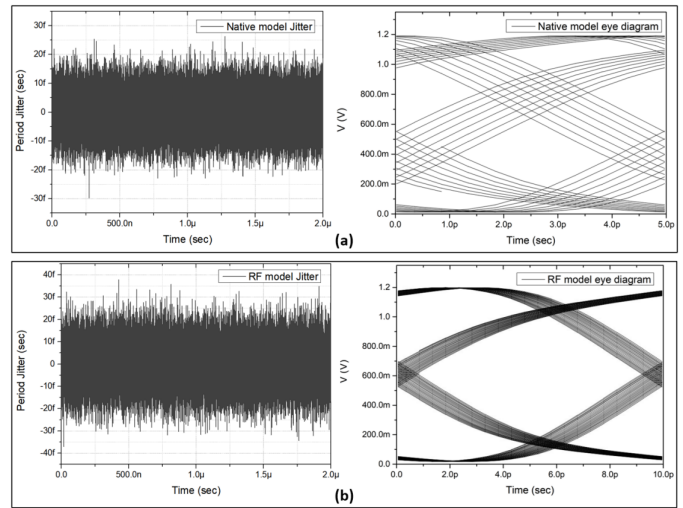 Native model Jitter
Period Jitter (sec)
30f
20f
10f
0
-10f
-20f
-30f
0.0 500.0n 1.0µ 1.5µ 2.0µ
Time (sec)
Native model eye diagram
V (V)
1.2
1.0
800.0m
600.0m
400.0m
200.0m
0.0
0.0 1.0p 2.0p 3.0p 4.0p 5.0p
Time (sec)
(a)
RF model Jitter
Period Jitter (sec)
40f
30f
20f
10f
0
-10f
-20f
-30f
-40f
0.0 500.0n 1.0µ 1.5µ 2.0µ
Time (sec)
RF model eye diagram
V (V)
1.2
1.0
800.0m
600.0m
400.0m
200.0m
0.0
0.0 2.0p 4.0p 6.0p 8.0p 10.0p
Time (sec)
(b)